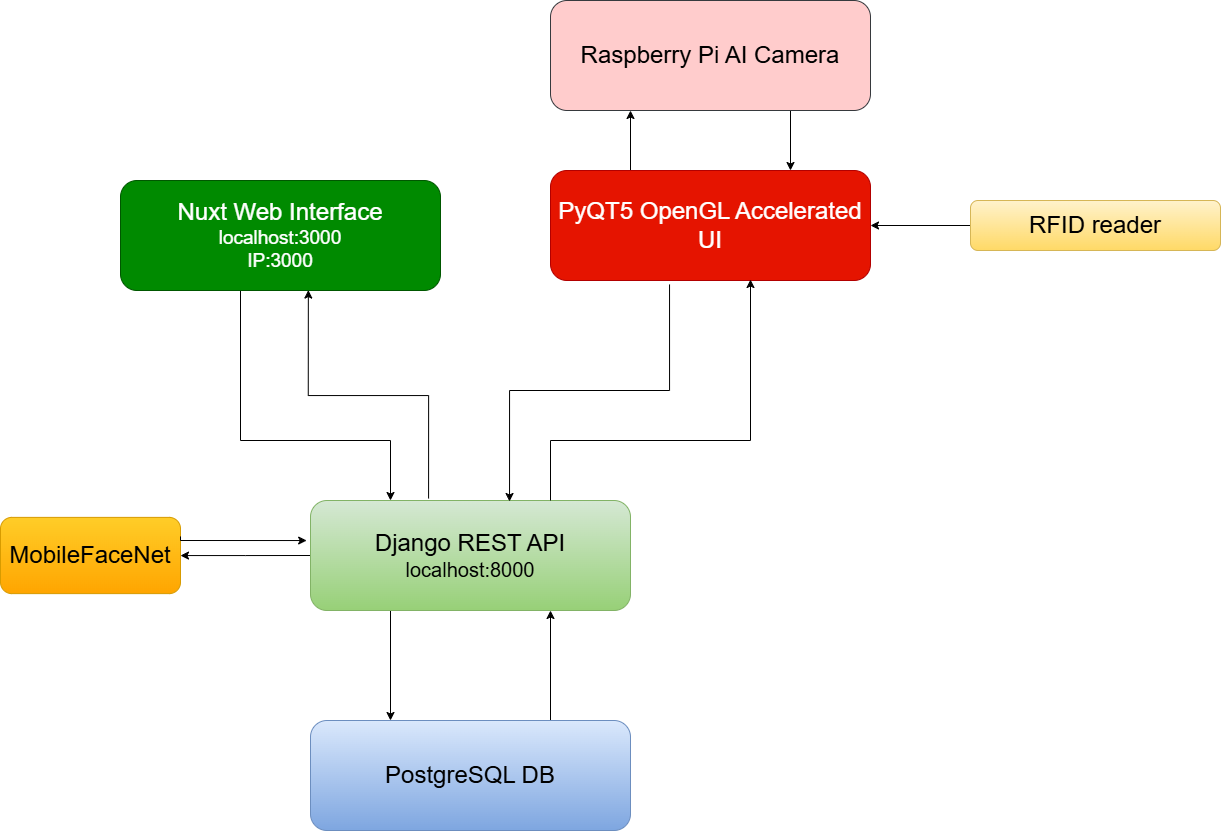 Raspberry Pi AI Camera
Nuxt Web Interface
localhost:3000
IP:3000
PyQT5 OpenGL Accelerated
UI
RFID reader
MobileFaceNet
Django REST API
localhost:8000
PostgreSQL DB